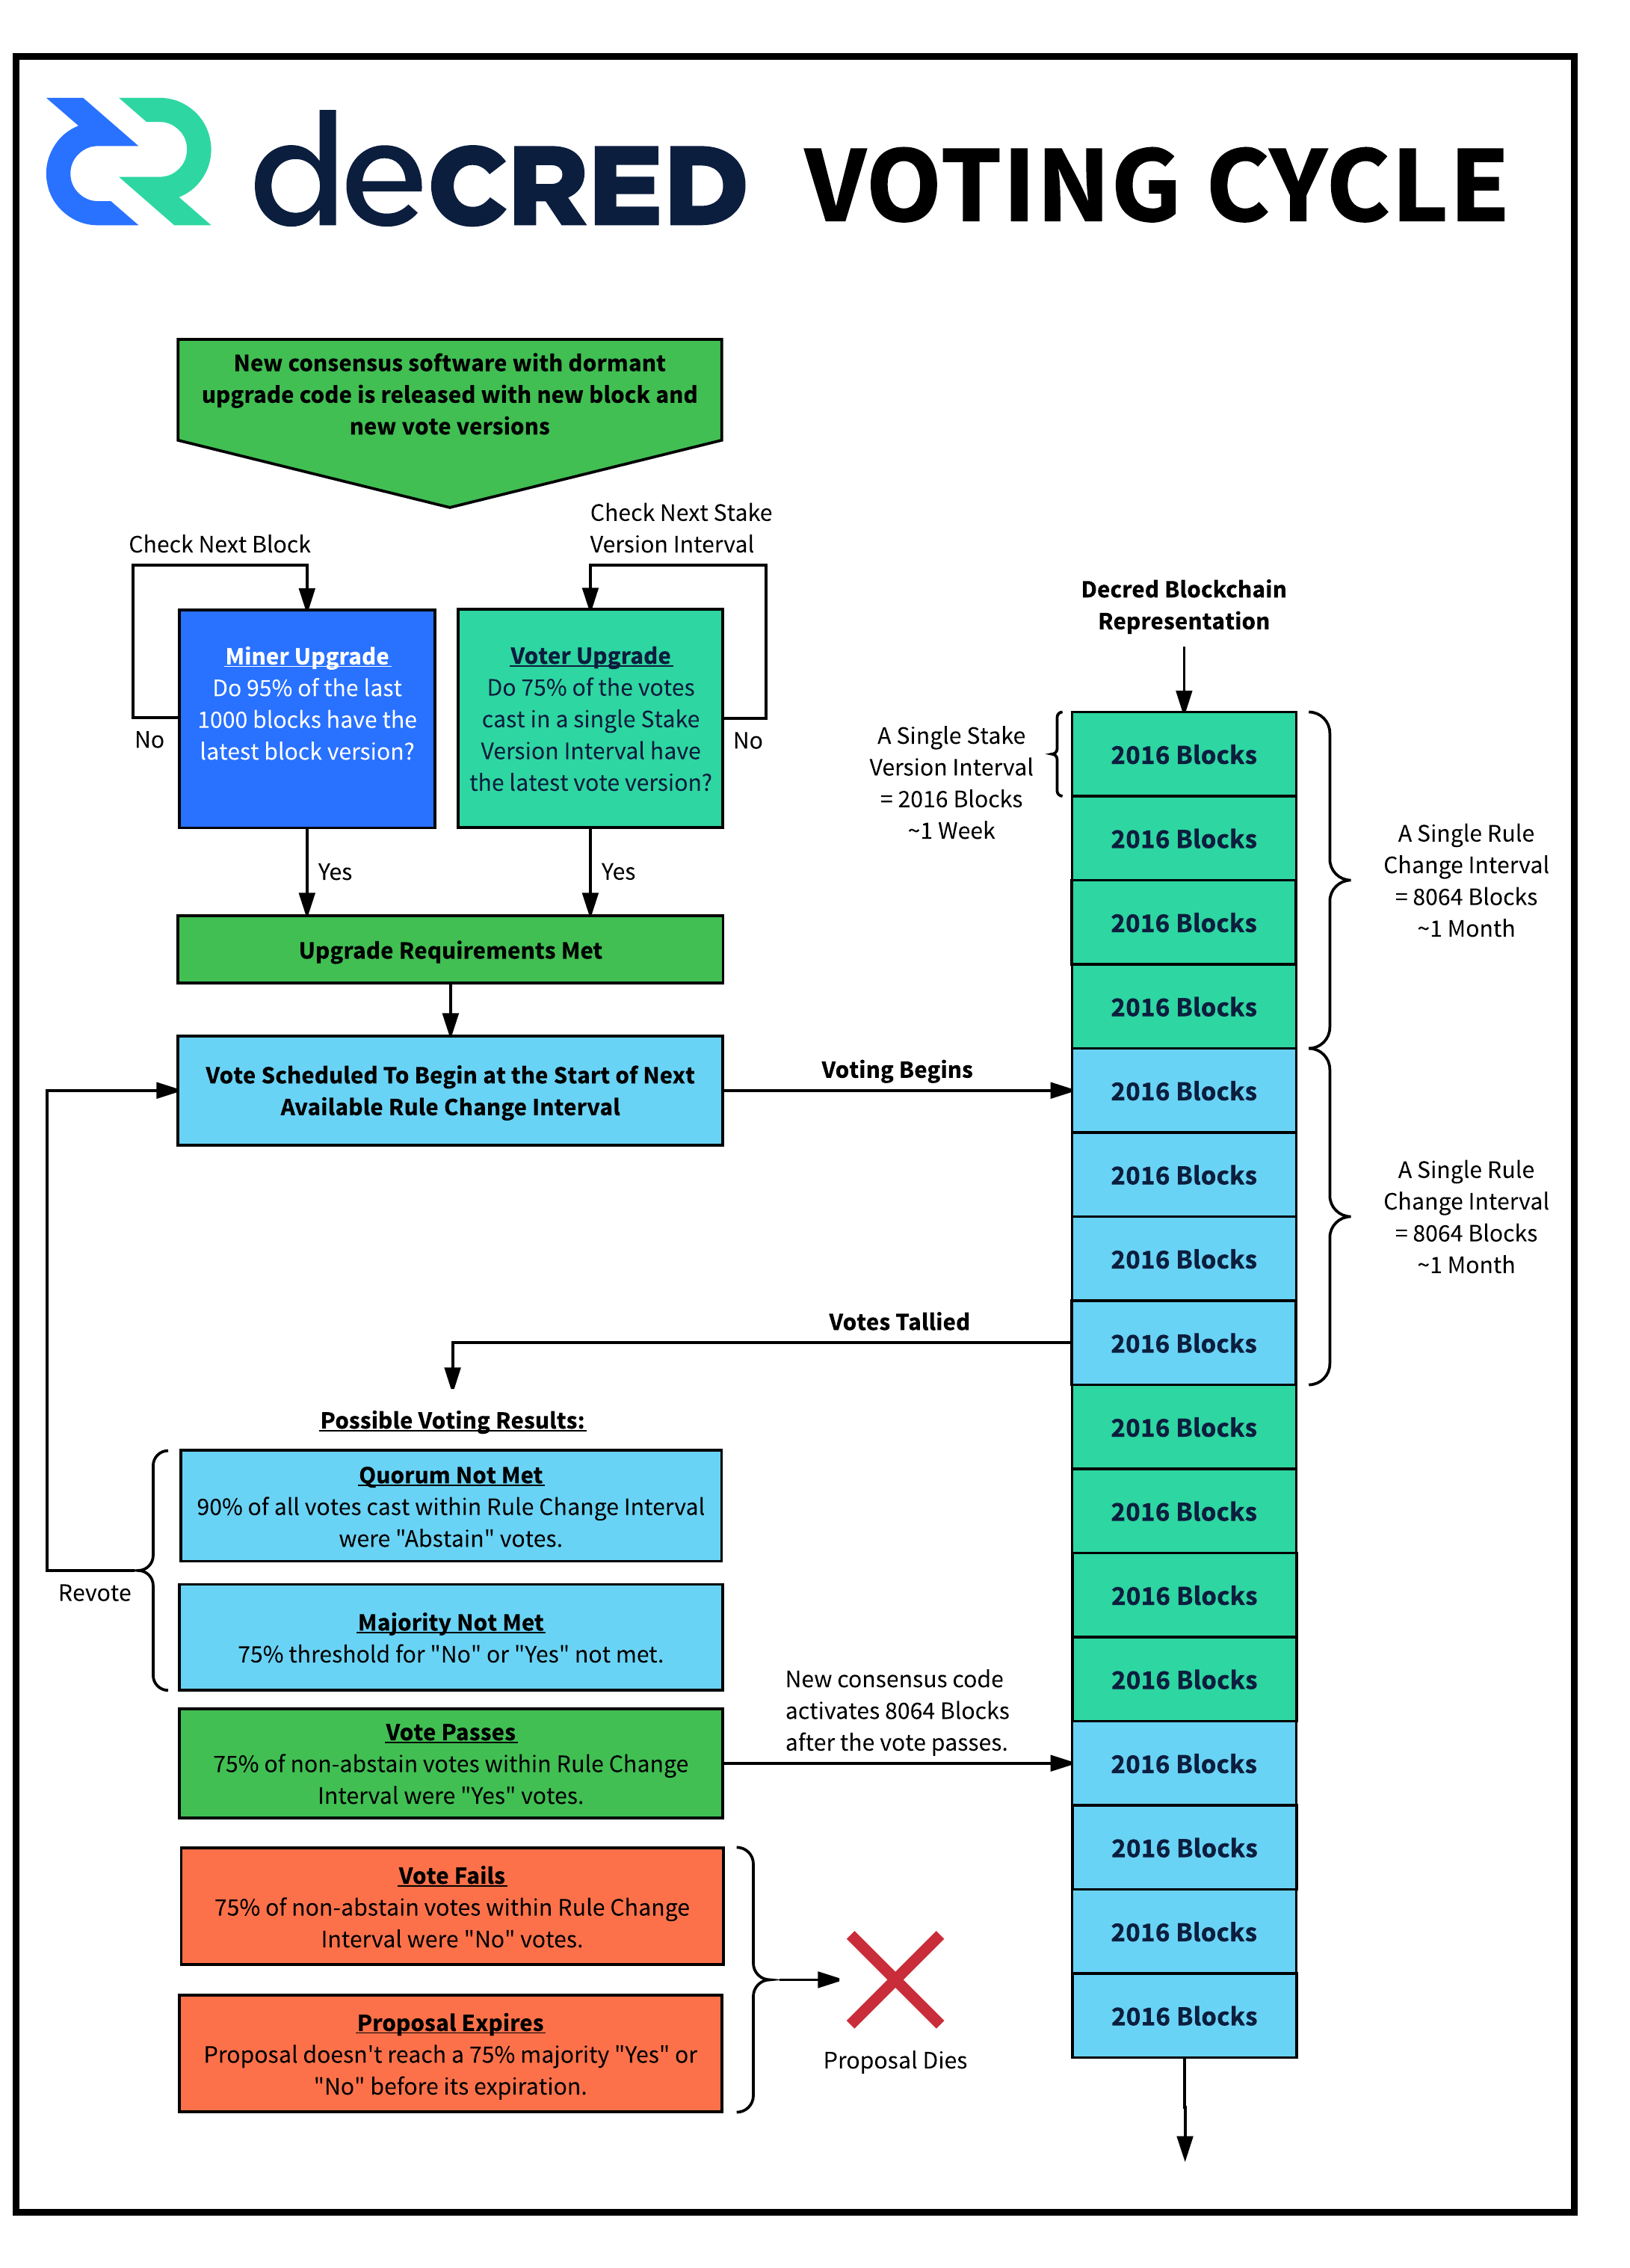 decred VOTING CYCLE
New consensus software with dormant
upgrade code is released with new block and
new vote versions
Check Next Block
Check Next Stake
Version Interval
Miner Upgrade
Do 95% of the last
1000 blocks have the
latest block version?
No
Voter Upgrade
Do 75% of the votes
cast in a single Stake
Version Interval have
the latest vote version?
No
Yes
Yes
Upgrade Requirements Met
Vote Scheduled To Begin at the Start of Next
Available Rule Change Interval
Voting Begins
Decred Blockchain
Representation
A Single Stake
Version Interval
= 2016 Blocks
~1 Week
2016 Blocks
2016 Blocks
2016 Blocks
2016 Blocks
A Single Rule
Change Interval
= 8064 Blocks
~1 Month
2016 Blocks
2016 Blocks
2016 Blocks
2016 Blocks
A Single Rule
Change Interval
= 8064 Blocks
~1 Month
Votes Tallied
2016 Blocks
2016 Blocks
2016 Blocks
2016 Blocks
2016 Blocks
2016 Blocks
2016 Blocks
2016 Blocks
Possible Voting Results:
Quorum Not Met
90% of all votes cast within Rule Change Interval
were "Abstain" votes.
Revote
Majority Not Met
75% threshold for "No" or "Yes" not met.
Vote Passes
75% of non-abstain votes within Rule Change
Interval were "Yes" votes.
New consensus code
activates 8064 Blocks
after the vote passes.
Vote Fails
75% of non-abstain votes within Rule Change
Interval were "No" votes.
Proposal Expires
Proposal doesn't reach a 75% majority "Yes" or
"No" before its expiration.
Proposal Dies